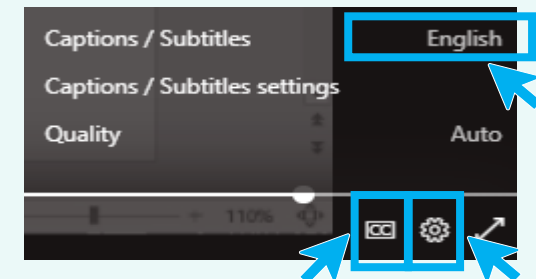 Captions / Subtitles English
Captions / Subtitles settings
Quality Auto
110%
CC